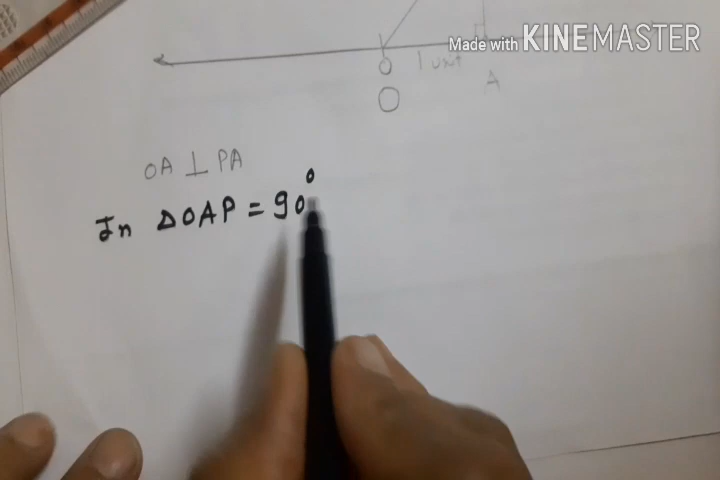 Made with KINEMASTER
O 1 unit
O A
OA ⊥ PA
In ΔOAP = 90°